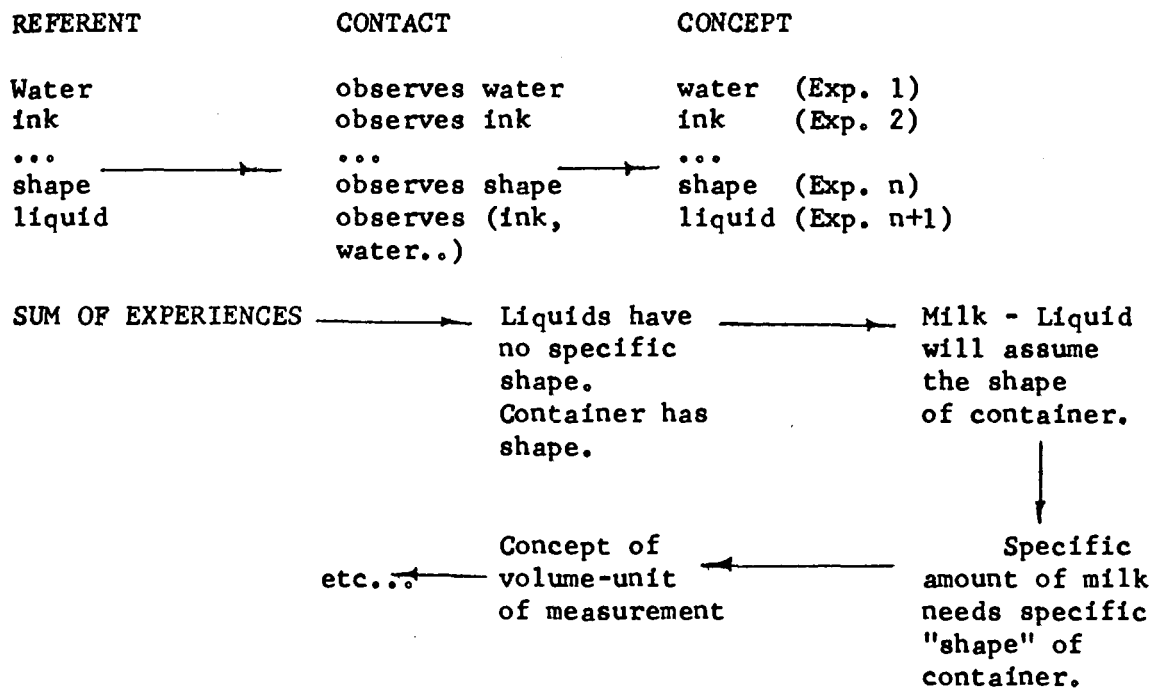 REFERENT CONTACT CONCEPT
Water observes water water (Exp. 1)
ink observes ink ink (Exp. 2)
... ... ...
shape observes shape shape (Exp. n)
liquid observes (ink, liquid (Exp. n+1)
water..)
SUM OF EXPERIENCES Liquids have Milk - Liquid
no specific will assume
shape. the shape
Container has of container.
shape.
Concept of Specific
etc... volume-unit amount of milk
of measurement needs specific
"shape" of
container.